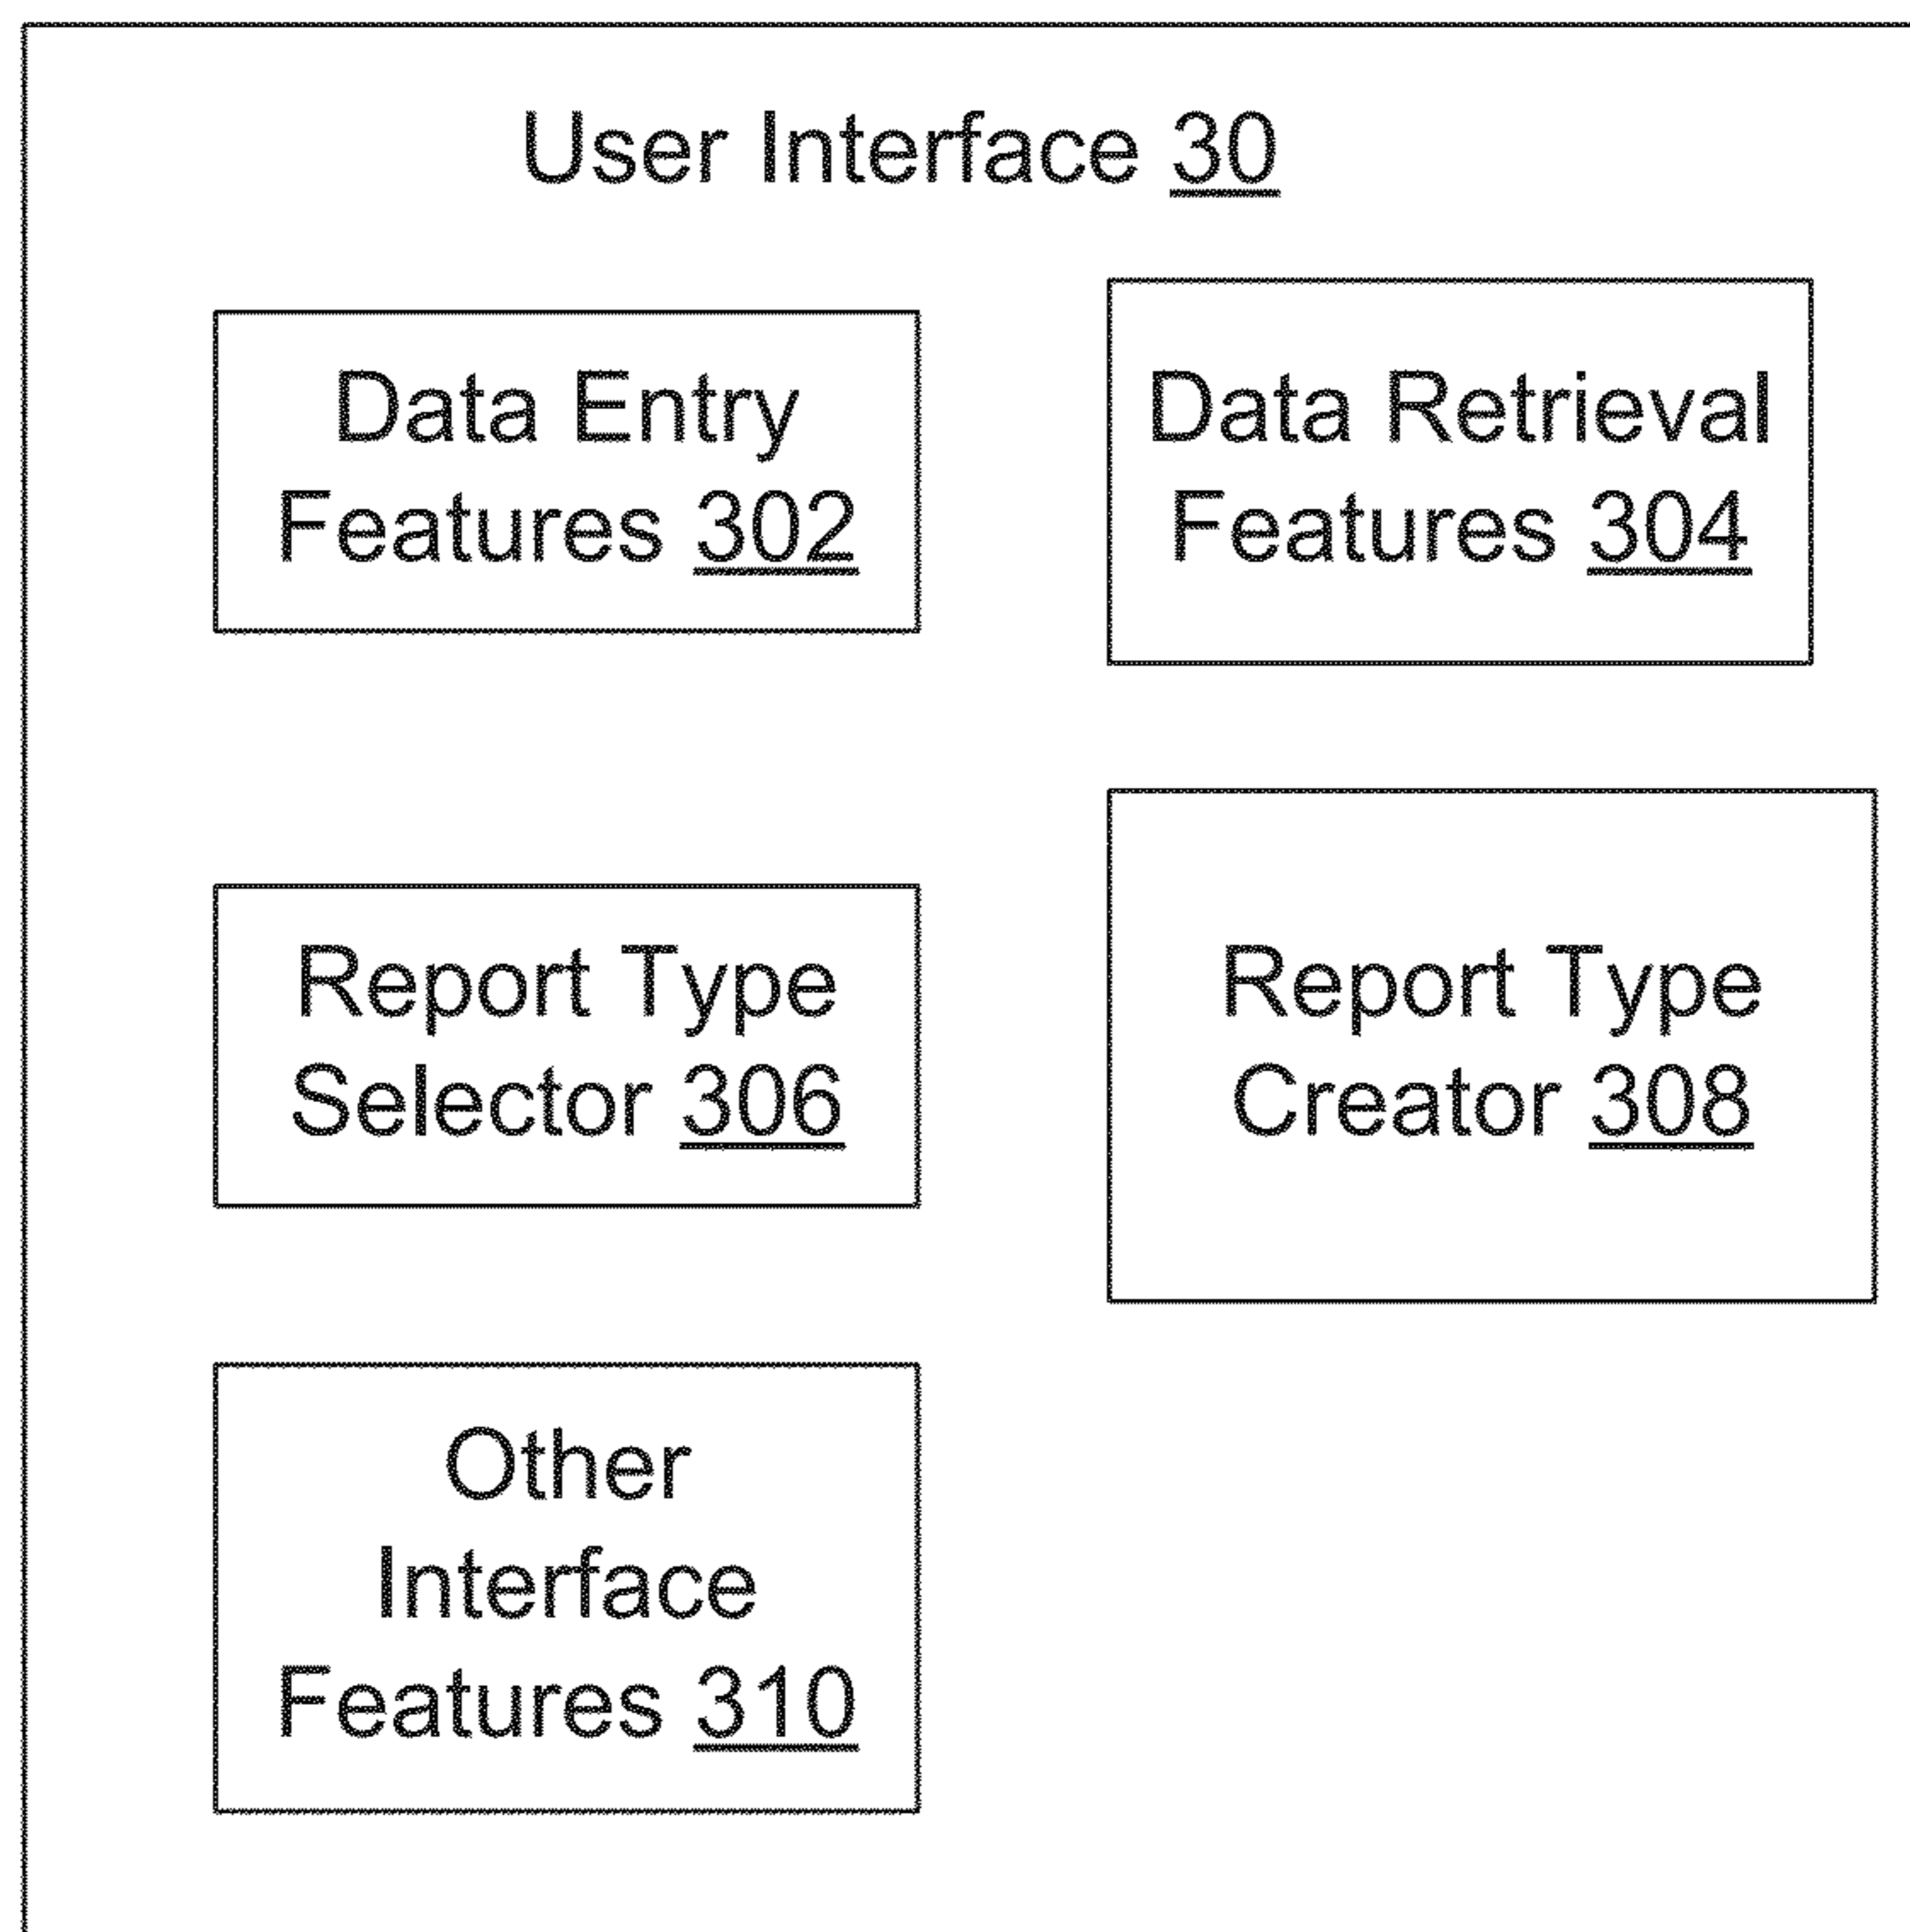 User Interface 30
Data Entry
Features 302
Data Retrieval
Features 304
Report Type
Selector 306
Report Type
Creator 308
Other
Interface
Features 310